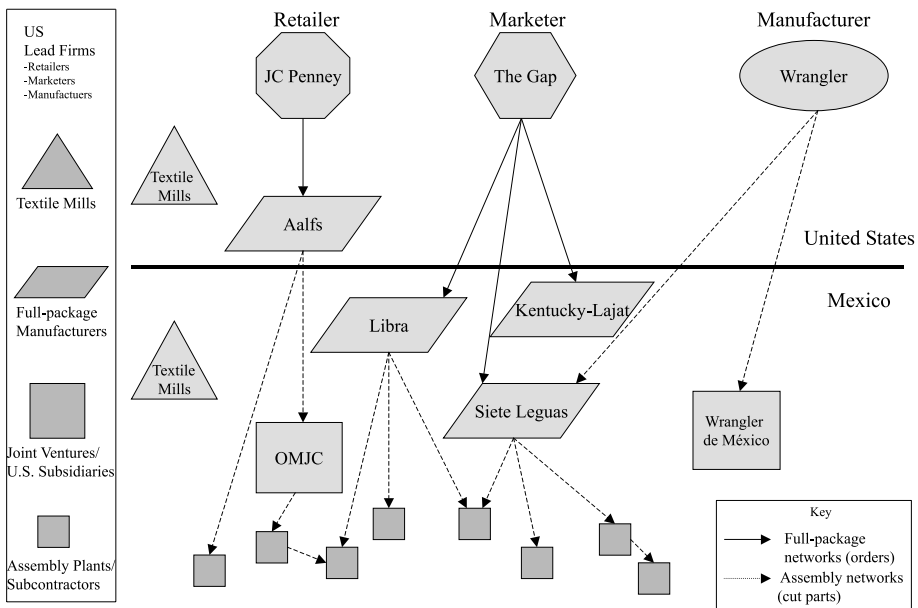 US
Lead Firms
-Retailers
-Marketers
-Manufactuers
Textile Mills
Full-package
Manufacturers
Joint Ventures/
U.S. Subsidiaries
Assembly Plants/
Subcontractors
Retailer
Marketer
Manufacturer
JC Penney
The Gap
Wrangler
Textile
Mills
Aalfs
United States
Mexico
Libra
Kentucky-Lajat
Textile
Mills
Siete Leguas
OMJC
Wrangler
de México
Key
Full-package
networks (orders)
Assembly networks
(cut parts)